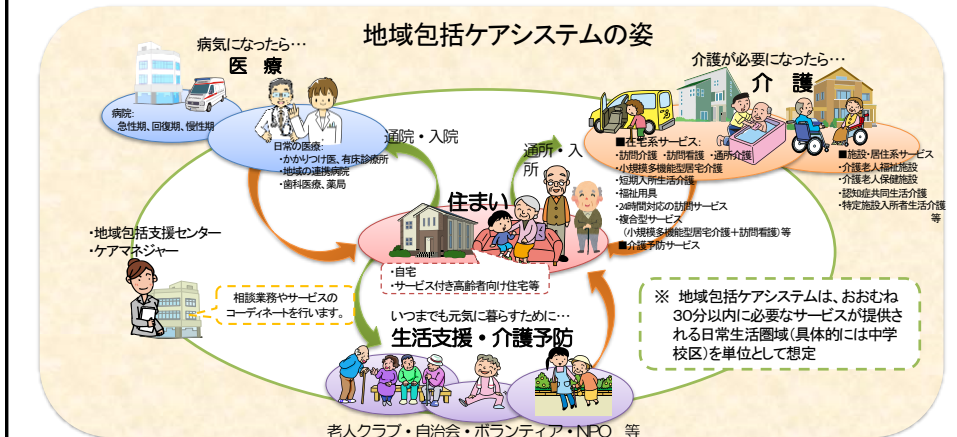 地域包括ケアシステムの姿
病気になったら…
医 療
病院:
急性期、回復期、慢性期
日常の医療:
・かかりつけ医、有床診療所
・地域の連携病院
・歯科医療、薬局
通院・入院
通所・入
所
介護が必要になったら…
介 護
■在宅系サービス:
・訪問介護 ・訪問看護 ・通所介護
・小規模多機能型居宅介護
・短期入所生活介護
・福祉用具
・24時間対応の訪問サービス
・複合型サービス
（小規模多機能型居宅介護＋訪問看護）等
■介護予防サービス
■施設・居住系サービス
・介護老人福祉施設
・介護老人保健施設
・認知症共同生活介護
・特定施設入所者生活介護
等
住まい
・自宅
・サービス付き高齢者向け住宅等
・地域包括支援センター
・ケアマネジャー
相談業務やサービスの
コーディネートを行います。
いつまでも元気に暮らすために…
生活支援・介護予防
老人クラブ・自治会・ボランティア・NPO 等
※ 地域包括ケアシステムは、おおむね
30分以内に必要なサービスが提供さ
れる日常生活圏域（具体的には中学
校区）を単位として想定